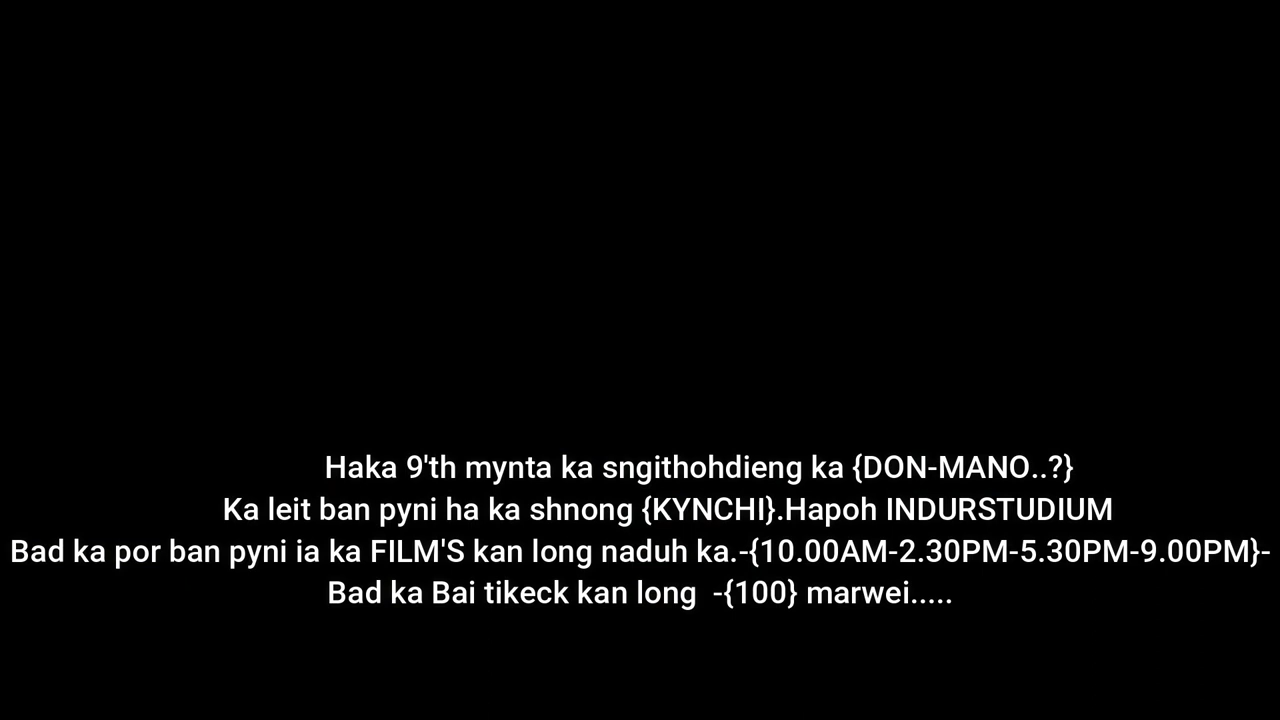 Haka 9'th mynta ka sngithohdieng ka {DON-MANO..?}
Ka leit ban pyni ha ka shnong {KYNCHI}.Hapoh INDURSTUDIUM
Bad ka por ban pyni ia ka FILM'S kan long naduh ka.-{10.00AM-2.30PM-5.30PM-9.00PM}-
Bad ka Bai tikeck kan long  -{100} marwei.....